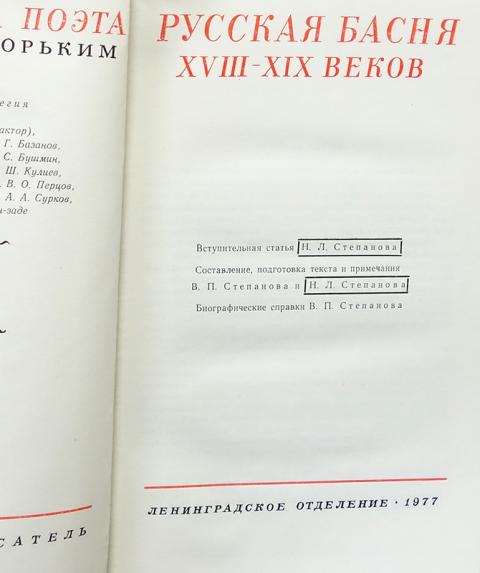 ПОЭТА
ОРЬКИМ
егия
актор),
Г. Базанов,
С. Бушмин,
Ш. Кулиев,
В. О. Перцов,
А. А. Сурков,
и-заде
САТЕЛЬ
РУССКАЯ БАСНЯ
XVIII-XIX ВЕКОВ
Вступительная статья Н. Л. Степанова
Составление, подготовка текста и примечания
В. П. Степанова и Н. Л. Степанова
Биографические справки В. П. Степанова
ЛЕНИНГРАДСКОЕ ОТДЕЛЕНИЕ · 1977